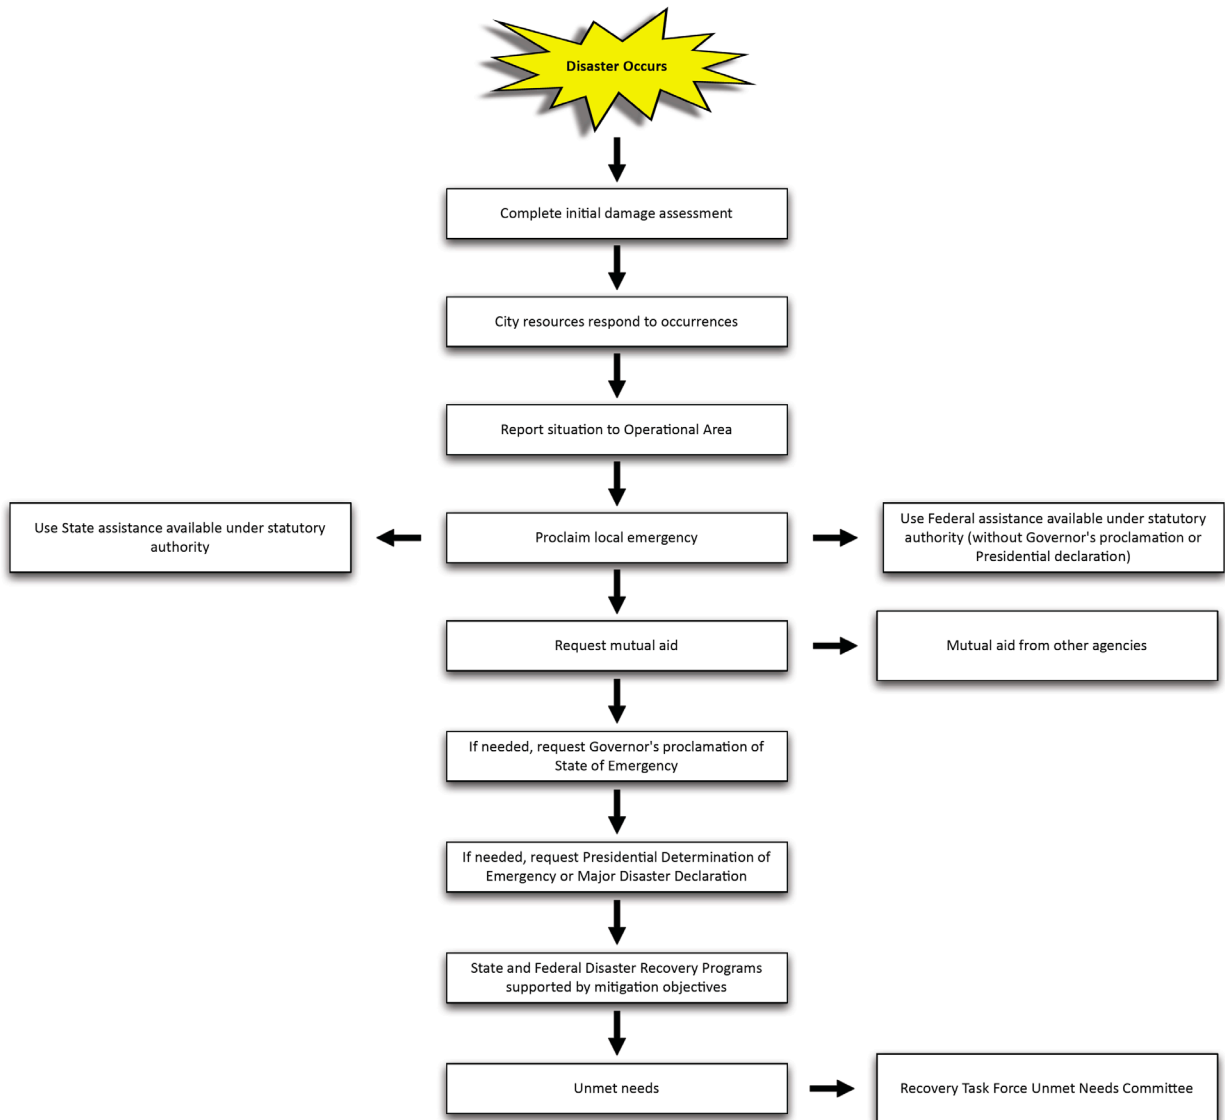 Disaster Occurs
Complete initial damage assessment
City resources respond to occurrences
Report situation to Operational Area
Use State assistance available under statutory
authority
Proclaim local emergency
Use Federal assistance available under statutory
authority (without Governor's proclamation or
Presidential declaration)
Request mutual aid
Mutual aid from other agencies
If needed, request Governor's proclamation of
State of Emergency
If needed, request Presidential Determination of
Emergency or Major Disaster Declaration
State and Federal Disaster Recovery Programs
supported by mitigation objectives
Unmet needs
Recovery Task Force Unmet Needs Committee